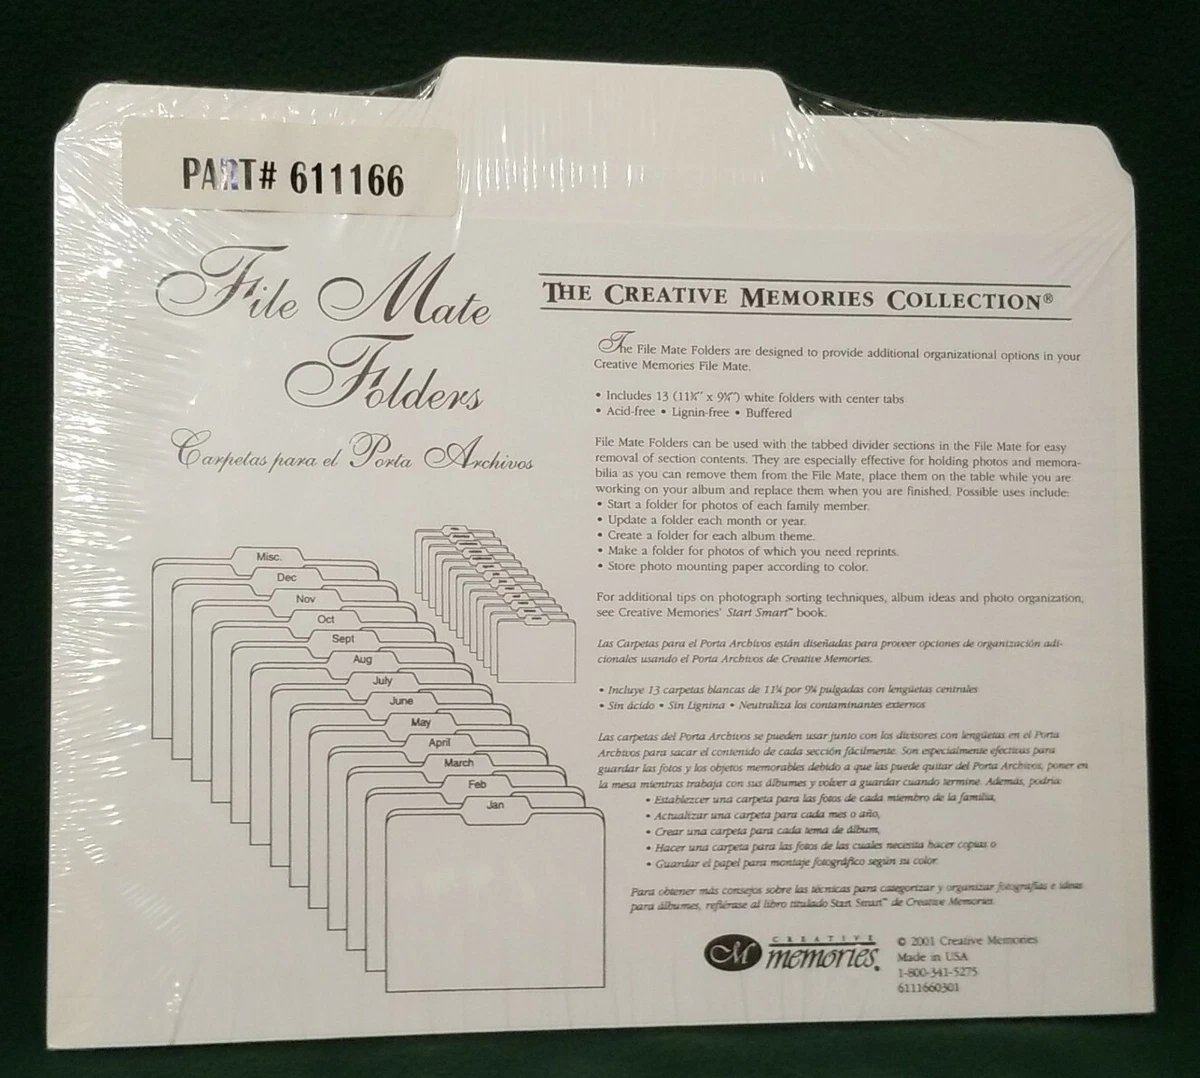 PART# 611166
File Mate
Folders
Carpetas para el Porta Archivos
THE CREATIVE MEMORIES COLLECTION®
The File Mate Folders are designed to provide additional organizational options in your
Creative Memories File Mate.
• Includes 13 (11¾" x 9¾") white folders with center tabs
• Acid-free • Lignin-free • Buffered
File Mate Folders can be used with the tabbed divider sections in the File Mate for easy
removal of section contents. They are especially effective for holding photos and memora-
bilia as you can remove them from the File Mate, place them on the table while you are
working on your album and replace them when you are finished. Possible uses include:
• Start a folder for photos of each family member.
• Update a folder each month or year.
• Create a folder for each album theme.
• Make a folder for photos of which you need reprints.
• Store photo mounting paper according to color.
For additional tips on photograph sorting techniques, album ideas and photo organization,
see Creative Memories' Start Smart™ book.
Las Carpetas para el Porta Archivos están diseñadas para proveer opciones de organización adi-
cionales usando el Porta Archivos de Creative Memories.
• Incluye 13 carpetas blancas de 11¾ por 9¾ pulgadas con lengüetas centrales
• Sin ácido • Sin Lignina • Neutraliza los contaminantes externos
Las carpetas del Porta Archivos se pueden usar junto con los divisores con lengüetas en el Porta
Archivos para sacar el contenido de cada sección fácilmente. Son especialmente efectivas para
guardar las fotos y los objetos memorables debido a que las puede quitar del Porta Archivos, poner en
la mesa mientras trabaja con sus álbumes y volver a guardar cuando termine. Además, podría:
• Establezcer una carpeta para las fotos de cada miembro de la familia,
• Actualizar una carpeta para cada mes o año,
• Crear una carpeta para cada tema de álbum,
• Hacer una carpeta para las fotos de las cuales necesita hacer copias o
• Guardar el papel para montaje fotográfico según su color.
Para obtener más consejos sobre las técnicas para categorizar y organizar fotografías e ideas
para álbumes, refiérase al libro titulado Start Smart™ de Creative Memories.
Misc.
Dec
Nov
Oct
Sept
Aug
July
June
May
April
March
Feb
Jan
CM
CREATIVE
memories®
© 2001 Creative Memories
Made in USA
1-800-341-5275
6111660301